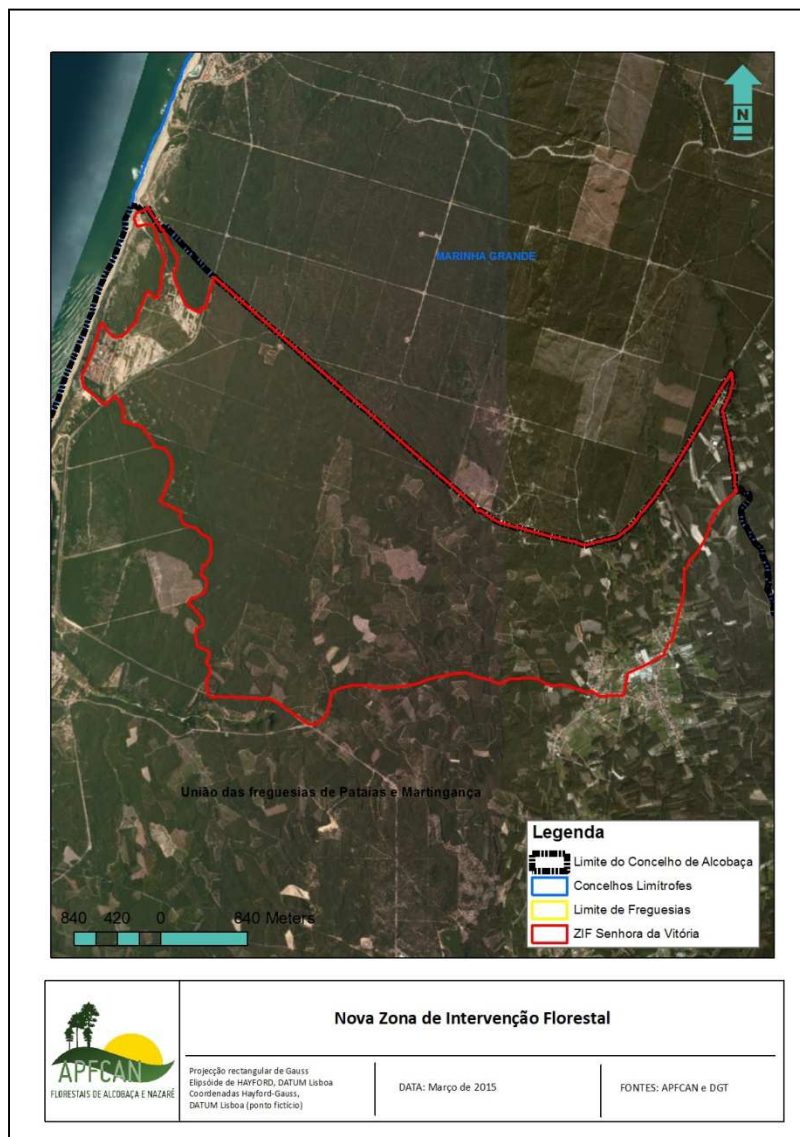 N
MARINHA GRANDE
União das freguesias de Pataias e Martingança
Legenda
Limite do Concelho de Alcobaça
Concelhos Limítrofes
Limite de Freguesias
ZIF Senhora da Vitória
840 420 0 840 Meters
APFCAN
FLORESTAIS DE ALCOBAÇA E NAZARÉ
Nova Zona de Intervenção Florestal
Projecção rectangular de Gauss
Elipsóide de HAYFORD, DATUM Lisboa
Coordenadas Hayford-Gauss,
DATUM Lisboa (ponto fictício)
DATA: Março de 2015
FONTES: APFCAN e DGT